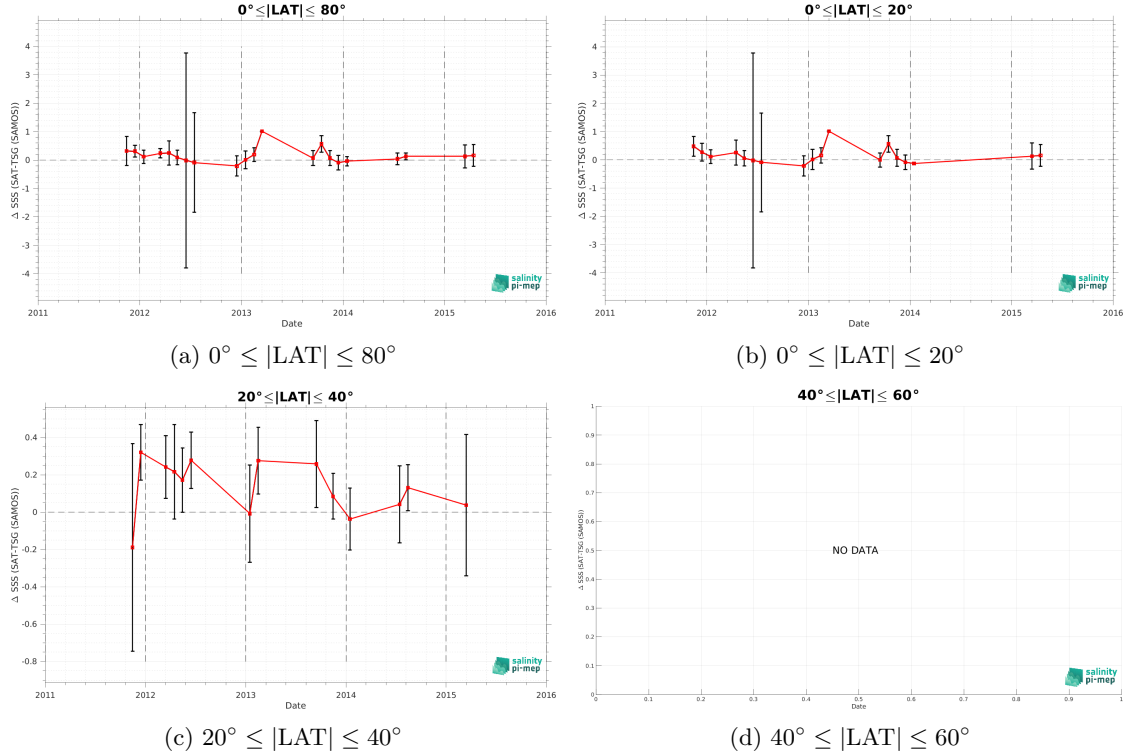 0°≤|LAT|≤ 80°
Δ SSS (SAT-TSG (SAMOS))
4
3
2
1
0
-1
-2
-3
-4
2011 2012 2013 2014 2015 2016
Date
salinity
pi-mep
(a) 0° ≤ |LAT| ≤ 80°
0°≤|LAT|≤ 20°
Δ SSS (SAT-TSG (SAMOS))
4
3
2
1
0
-1
-2
-3
-4
2011 2012 2013 2014 2015 2016
Date
salinity
pi-mep
(b) 0° ≤ |LAT| ≤ 20°
20°≤|LAT|≤ 40°
Δ SSS (SAT-TSG (SAMOS))
0.4
0.2
0
-0.2
-0.4
-0.6
-0.8
2011 2012 2013 2014 2015 2016
Date
salinity
pi-mep
(c) 20° ≤ |LAT| ≤ 40°
40°≤|LAT|≤ 60°
Δ SSS (SAT-TSG (SAMOS))
1
0.9
0.8
0.7
0.6
0.5
0.4
0.3
0.2
0.1
0
NO DATA
0 0.1 0.2 0.3 0.4 0.5 0.6 0.7 0.8 0.9 1
Date
salinity
pi-mep
(d) 40° ≤ |LAT| ≤ 60°